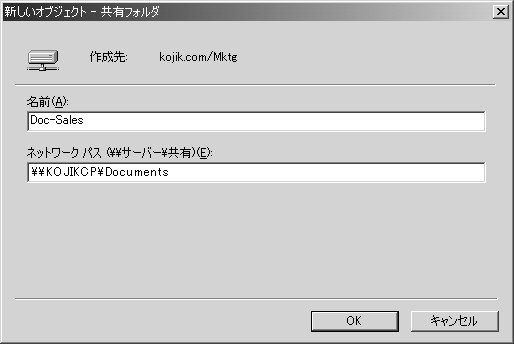 新しいオブジェクト - 共有フォルダ
作成先: kojik.com/Mktg
名前(A):
Doc-Sales
ネットワーク パス (¥¥サーバー¥共有)(E):
¥¥KOJIKCP¥Documents
OK キャンセル